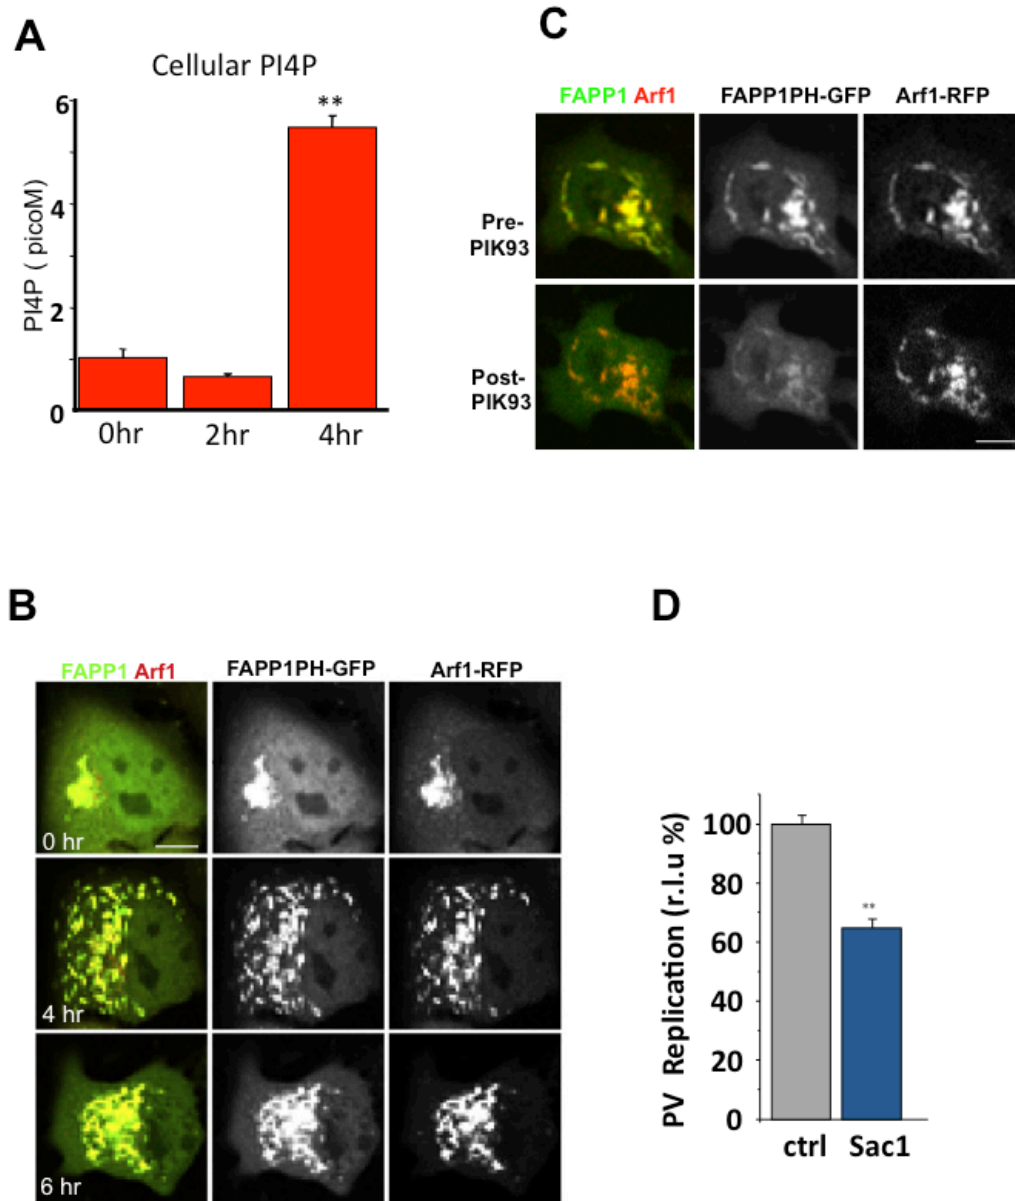 A
Cellular PI4P
**
6
4
2
0
PI4P ( picoM)
0hr 2hr 4hr
C
FAPP1 Arf1 FAPP1PH-GFP Arf1-RFP
Pre-
PIK93
Post-
PIK93
B
FAPP1 Arf1 FAPP1PH-GFP Arf1-RFP
0 hr
4 hr
6 hr
D
PV Replication (r.l.u %)
100
80
60
40
20
0
**
ctrl Sac1